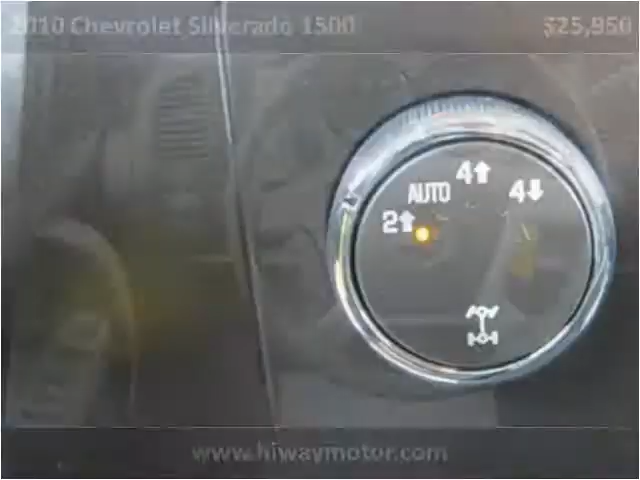 2010 Chevrolet Silverado 1500 $25,950
4⬆
AUTO
4⬇
2⬆
www.hiwaymotor.com